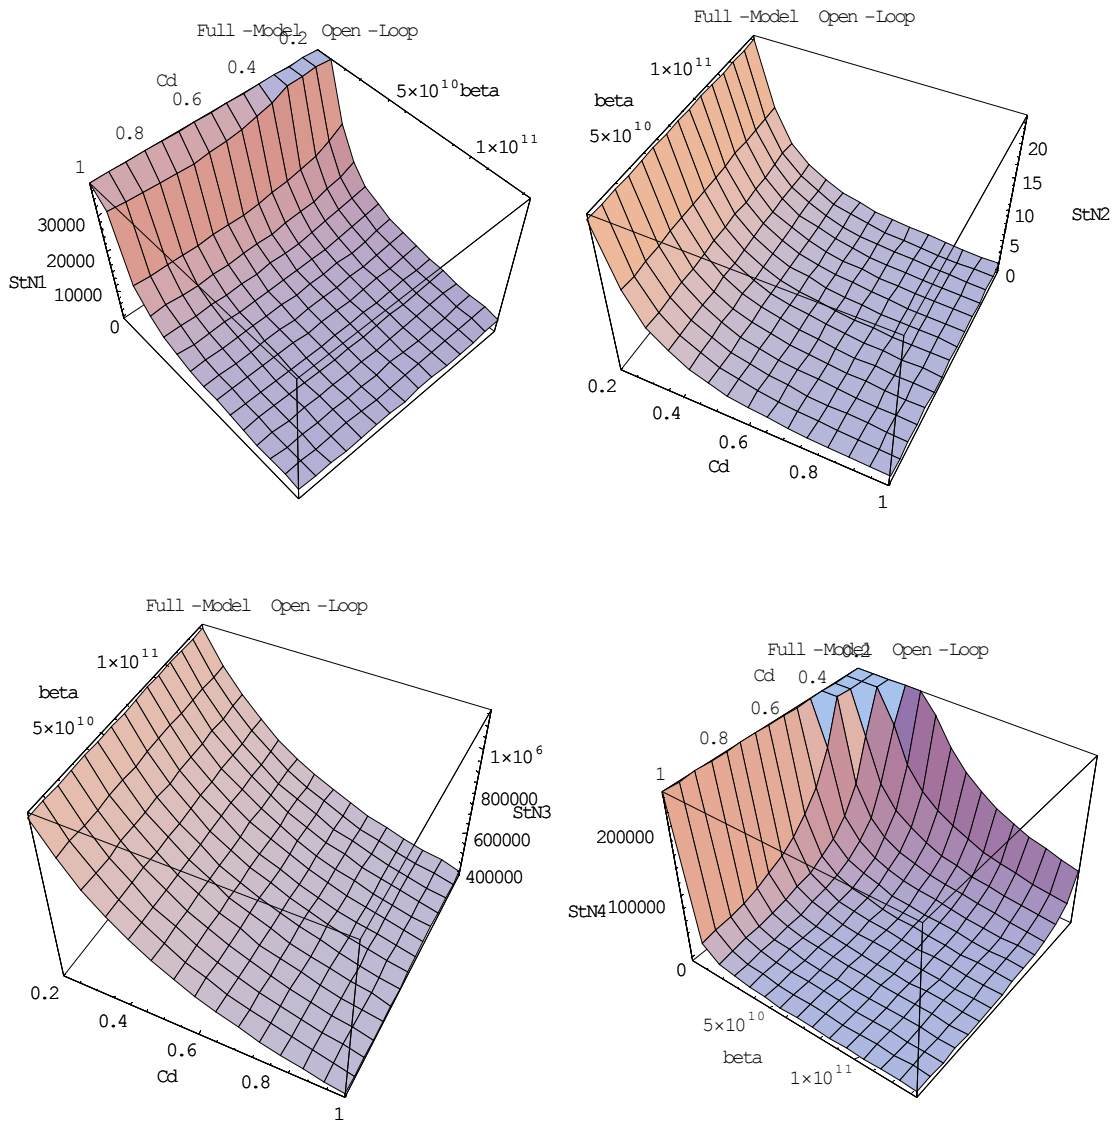 Full -Model Open -Loop
0.2
0.4
Cd
0.6
0.8
1
5×10^10 beta
1×10^11
30000
20000
StN1
10000
0
Full -Model Open -Loop
1×10^11
beta
5×10^10
20
15
10
StN2
5
0
0.2
0.4
0.6
Cd
0.8
1
Full -Model Open -Loop
1×10^11
beta
5×10^10
1×10^6
800000
StN3
600000
400000
0.2
0.4
0.6
Cd
0.8
1
Full -Model Open -Loop
0.2
Cd 0.4
0.6
0.8
1
200000
StN4 100000
0
5×10^10
beta
1×10^11